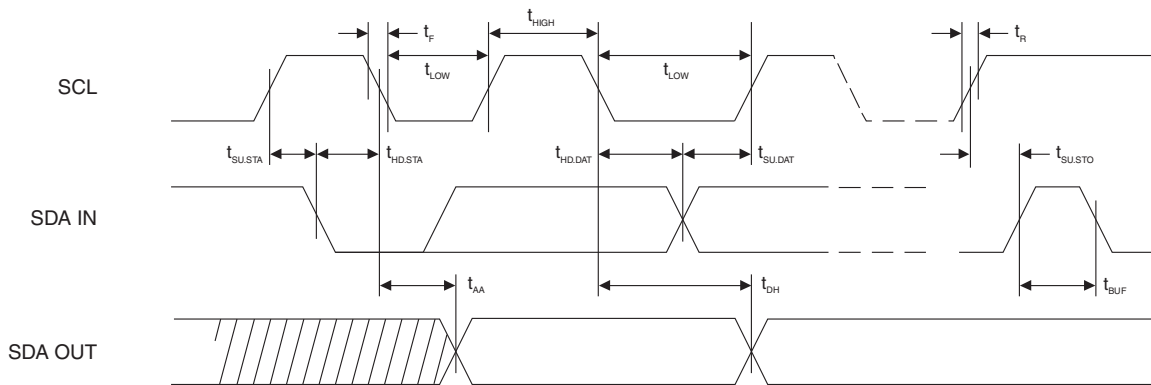 tHIGH
tF
tR
tLOW
tLOW
SCL
tSU.STA
tHD.STA
tHD.DAT
tSU.DAT
tSU.STO
SDA IN
tAA
tDH
tBUF
SDA OUT